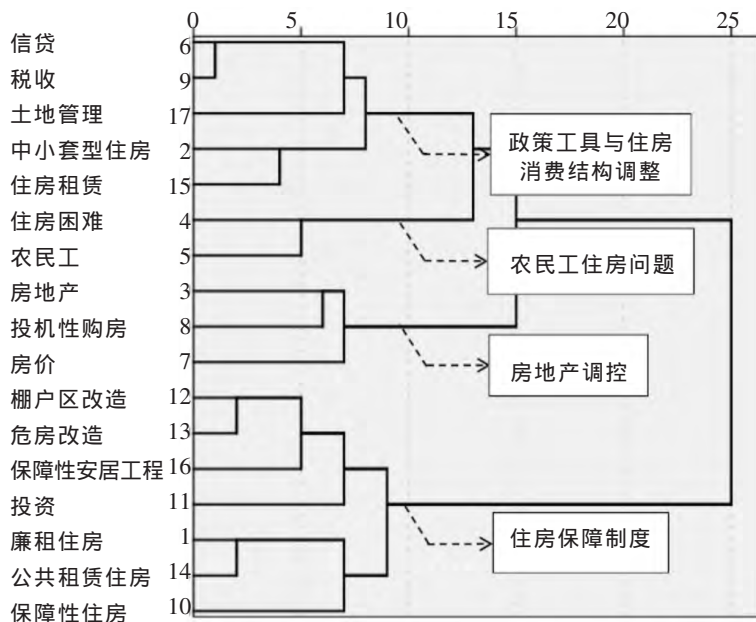 0 5 10 15 20 25
信贷 6
税收 9
土地管理 17
中小套型住房 2
住房租赁 15
住房困难 4
农民工 5
房地产 3
投机性购房 8
房价 7
棚户区改造 12
危房改造 13
保障性安居工程 16
投资 11
廉租住房 1
公共租赁住房 14
保障性住房 10
政策工具与住房
消费结构调整
农民工住房问题
房地产调控
住房保障制度